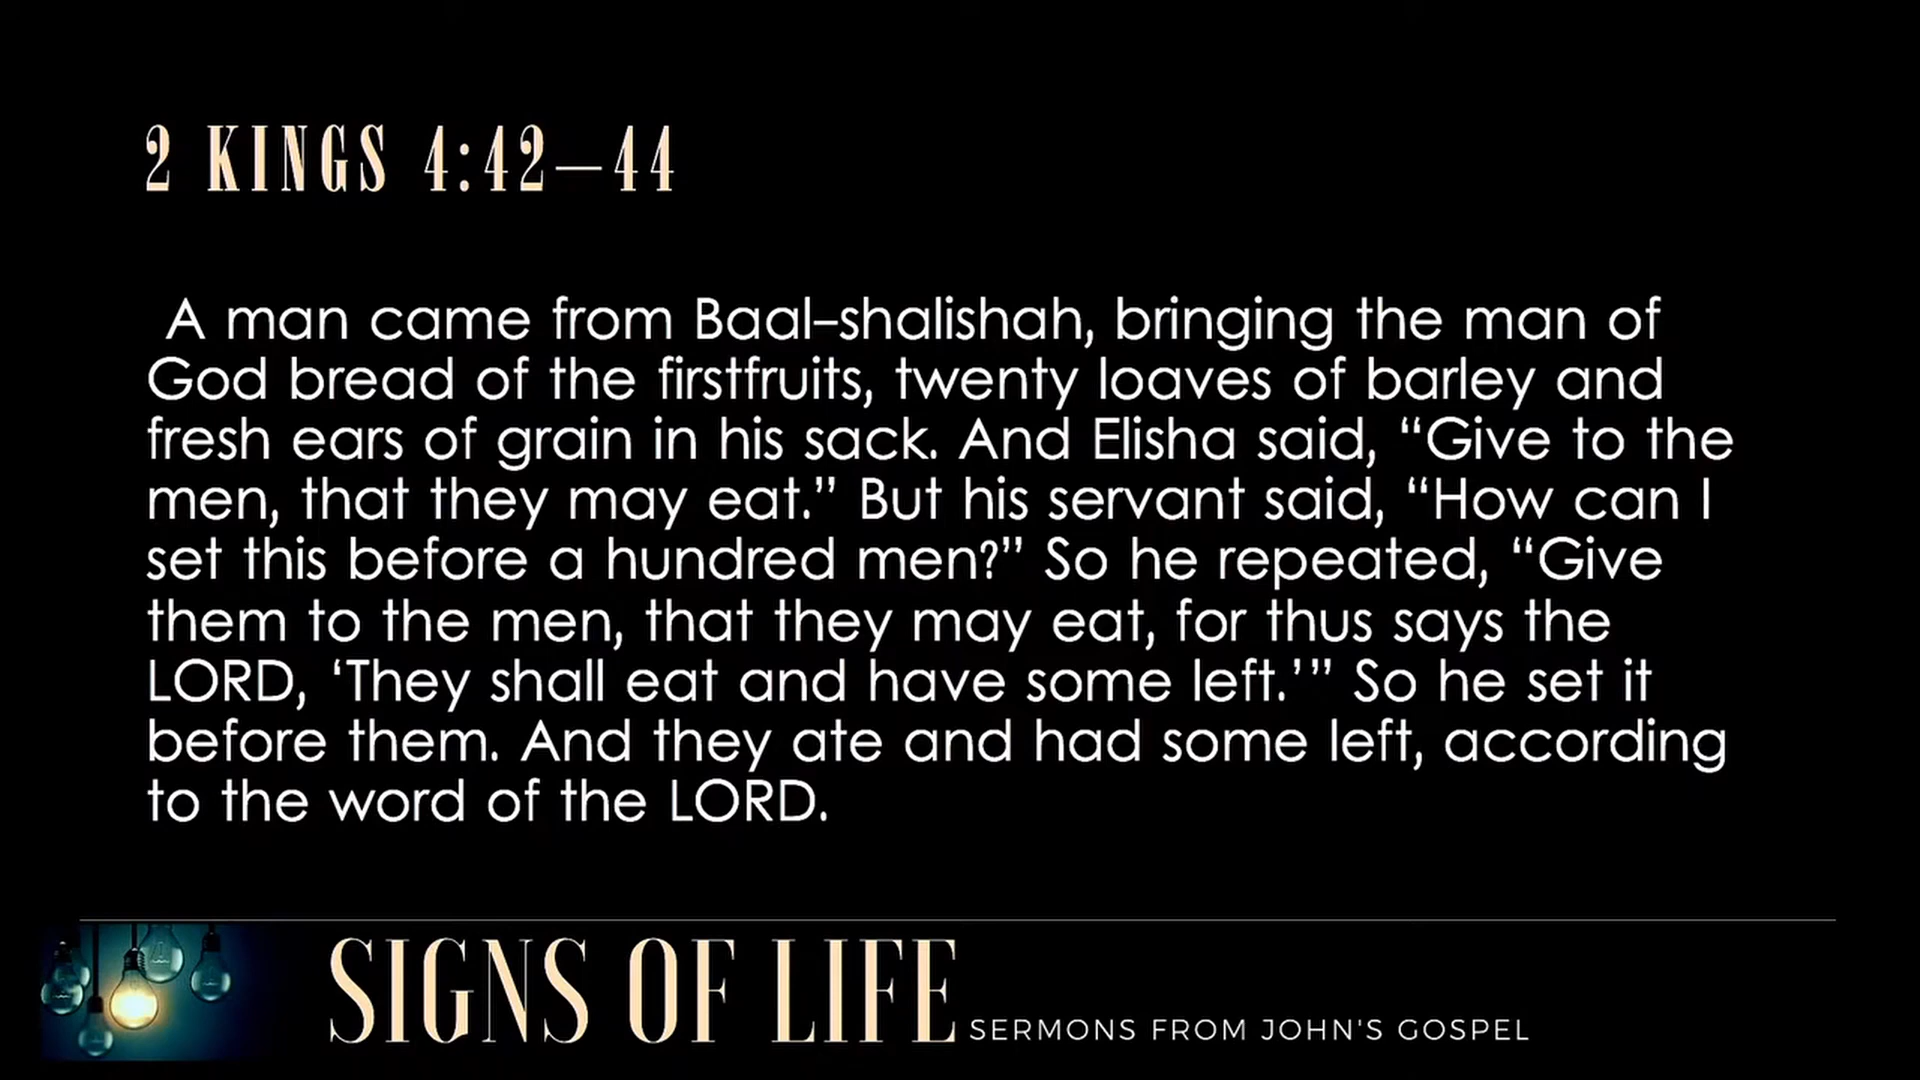 2 KINGS 4:42–44
A man came from Baal–shalishah, bringing the man of
God bread of the firstfruits, twenty loaves of barley and
fresh ears of grain in his sack. And Elisha said, “Give to the
men, that they may eat.” But his servant said, “How can I
set this before a hundred men?” So he repeated, “Give
them to the men, that they may eat, for thus says the
LORD, ‘They shall eat and have some left.’” So he set it
before them. And they ate and had some left, according
to the word of the LORD.
SIGNS OF LIFE
SERMONS FROM JOHN'S GOSPEL